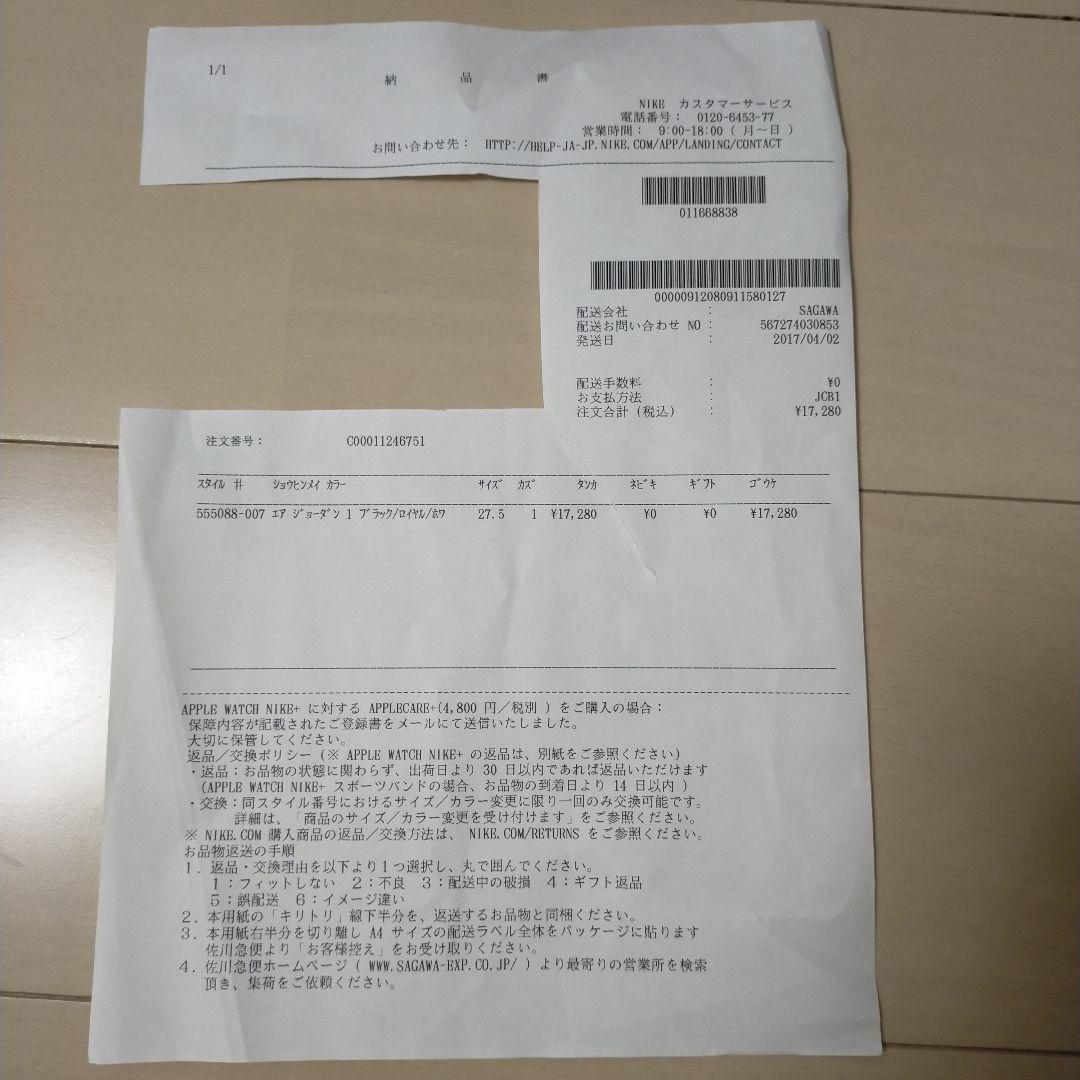 1/1
納 品 書
NIKE カスタマーサービス
電話番号： 0120-6453-77
営業時間： 9:00-18:00 ( 月～日 )
お問い合わせ先： HTTP://HELP-JA-JP.NIKE.COM/APP/LANDING/CONTACT
011668838
00000912080911580127
配送会社 : SAGAWA
配送お問い合わせ NO : 567274030853
発送日 : 2017/04/02
配送手数料 : ¥0
お支払方法 : JCB1
注文合計 (税込) : ¥17,280
注文番号： C00011246751
スタイル # ショウヒンメイ カラー サイズ カズ タンカ ネビキ ギフト ゴウケ
555088-007 エア ジョーダン 1 ブラック/ロイヤル/ホワ 27.5 1 ¥17,280 ¥0 ¥0 ¥17,280
APPLE WATCH NIKE+ に対する APPLECARE+(4,800 円／税別 ) をご購入の場合：
保障内容が記載されたご登録書をメールにて送信いたしました。
大切に保管してください。
返品／交換ポリシー (※ APPLE WATCH NIKE+ の返品は、別紙をご参照ください)
・返品：お品物の状態に関わらず、出荷日より 30 日以内であれば返品いただけます
(APPLE WATCH NIKE+ スポーツバンドの場合、お品物の到着日より 14 日以内 )
・交換：同スタイル番号におけるサイズ／カラー変更に限り一回のみ交換可能です。
詳細は、「商品のサイズ／カラー変更を受け付けます」をご参照ください。
※ NIKE.COM 購入商品の返品／交換方法は、 NIKE.COM/RETURNS をご参照ください。
お品物返送の手順
１．返品・交換理由を以下より１つ選択し、丸で囲んでください。
１：フィットしない ２：不良 ３：配送中の破損 ４：ギフト返品
５：誤配送 ６：イメージ違い
２．本用紙の「キリトリ」線下半分を、返送するお品物と同梱ください。
３．本用紙右半分を切り離し A4 サイズの配送ラベル全体をパッケージに貼ります
佐川急便より「お客様控え」をお受け取りください。
４．佐川急便ホームページ ( WWW.SAGAWA-EXP.CO.JP/ ) より最寄りの営業所を検索
頂き、集荷をご依頼ください。